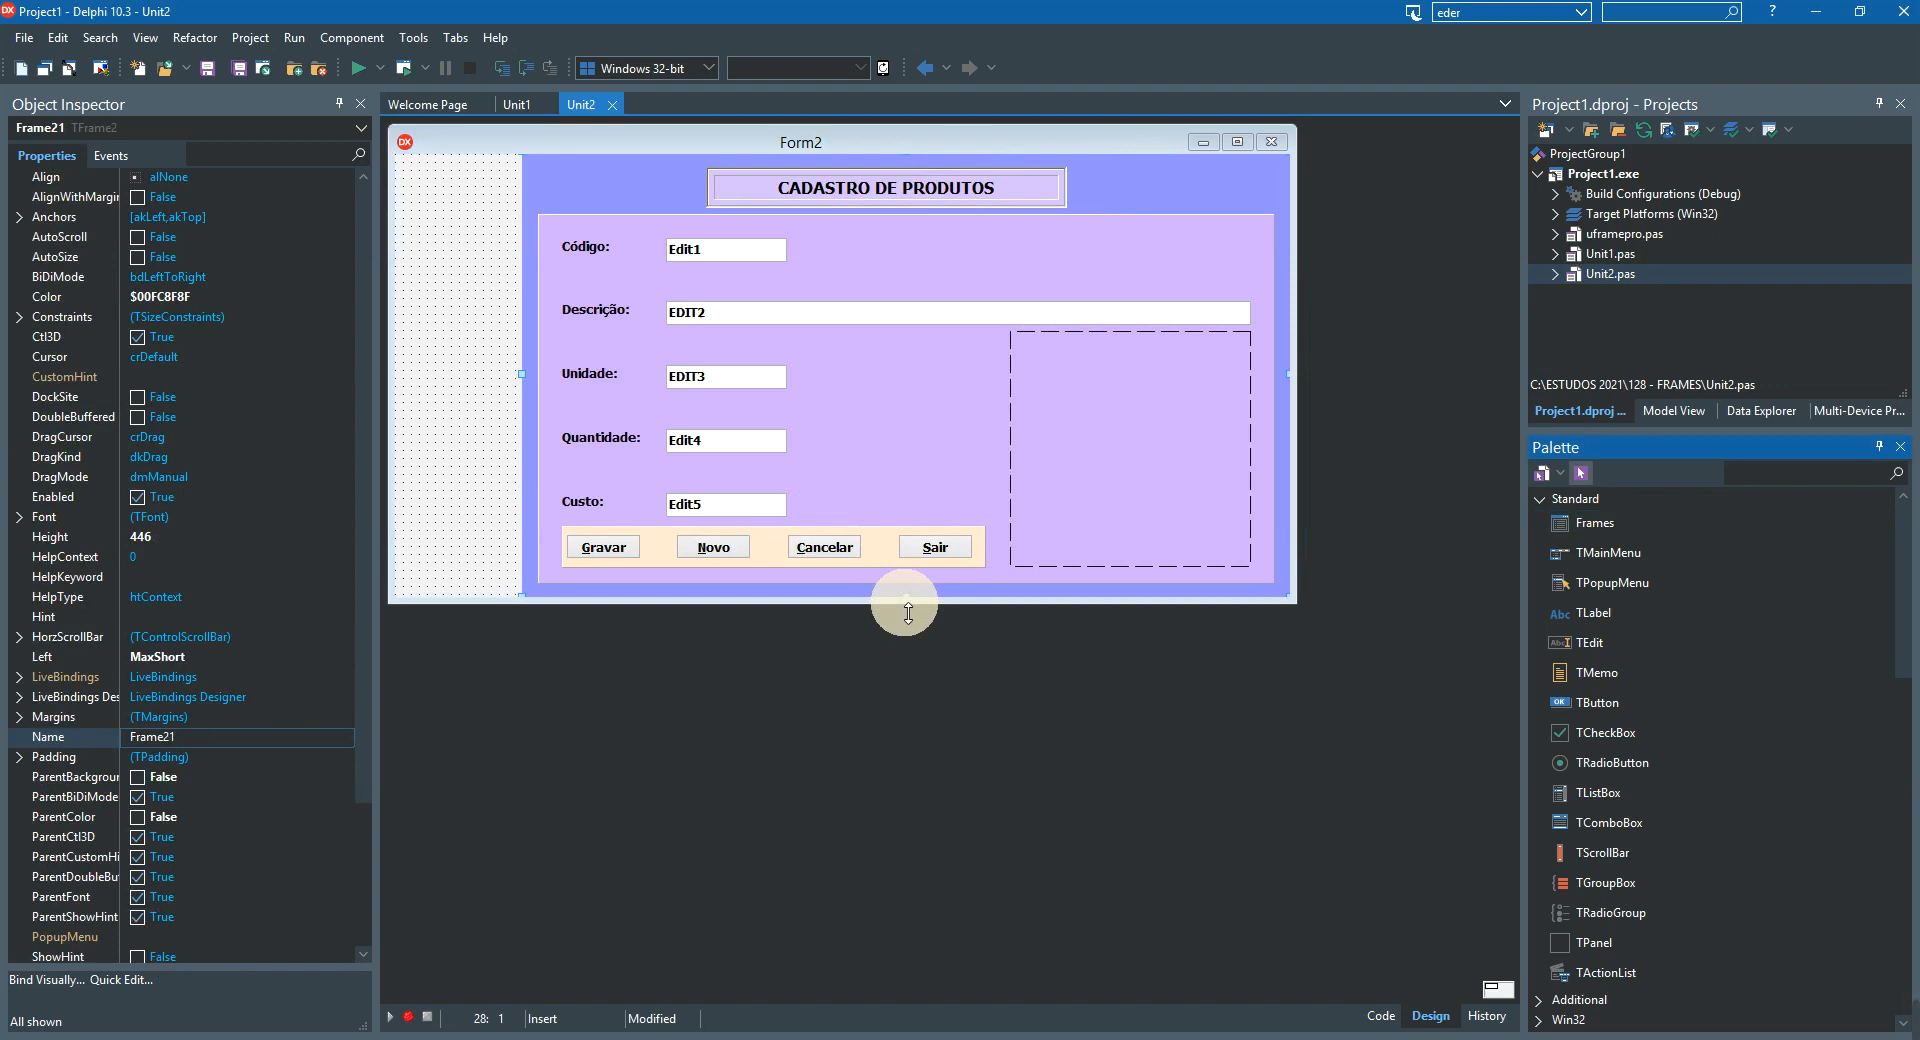 DX Project1 - Delphi 10.3 - Unit2
eder
?
File Edit Search View Refactor Project Run Component Tools Tabs Help
Windows 32-bit
Object Inspector
Frame21 TFrame2
Properties Events
Align alNone
AlignWithMargin False
Anchors [akLeft,akTop]
AutoScroll False
AutoSize False
BiDiMode bdLeftToRight
Color $00FC8F8F
Constraints (TSizeConstraints)
Ctl3D True
Cursor crDefault
CustomHint
DockSite False
DoubleBuffered False
DragCursor crDrag
DragKind dkDrag
DragMode dmManual
Enabled True
Font (TFont)
Height 446
HelpContext 0
HelpKeyword
HelpType htContext
Hint
HorzScrollBar (TControlScrollBar)
Left MaxShort
LiveBindings LiveBindings
LiveBindings Des LiveBindings Designer
Margins (TMargins)
Name Frame21
Padding (TPadding)
ParentBackgrour False
ParentBiDiMode True
ParentColor False
ParentCtl3D True
ParentCustomHi True
ParentDoubleBu True
ParentFont True
ParentShowHint True
PopupMenu
ShowHint False
Bind Visually... Quick Edit...
All shown
Welcome Page Unit1 Unit2
DX Form2
CADASTRO DE PRODUTOS
Código: Edit1
Descrição: EDIT2
Unidade: EDIT3
Quantidade: Edit4
Custo: Edit5
Gravar Novo Cancelar Sair
28: 1 Insert Modified
Code Design History
Project1.dproj - Projects
ProjectGroup1
Project1.exe
Build Configurations (Debug)
Target Platforms (Win32)
uframepro.pas
Unit1.pas
Unit2.pas
C:\ESTUDOS 2021\128 - FRAMES\Unit2.pas
Project1.dproj ... Model View Data Explorer Multi-Device Pr...
Palette
Standard
Frames
TMainMenu
TPopupMenu
Abc TLabel
TEdit
TMemo
OK TButton
TCheckBox
TRadioButton
TListBox
TComboBox
TScrollBar
TGroupBox
TRadioGroup
TPanel
TActionList
Additional
Win32